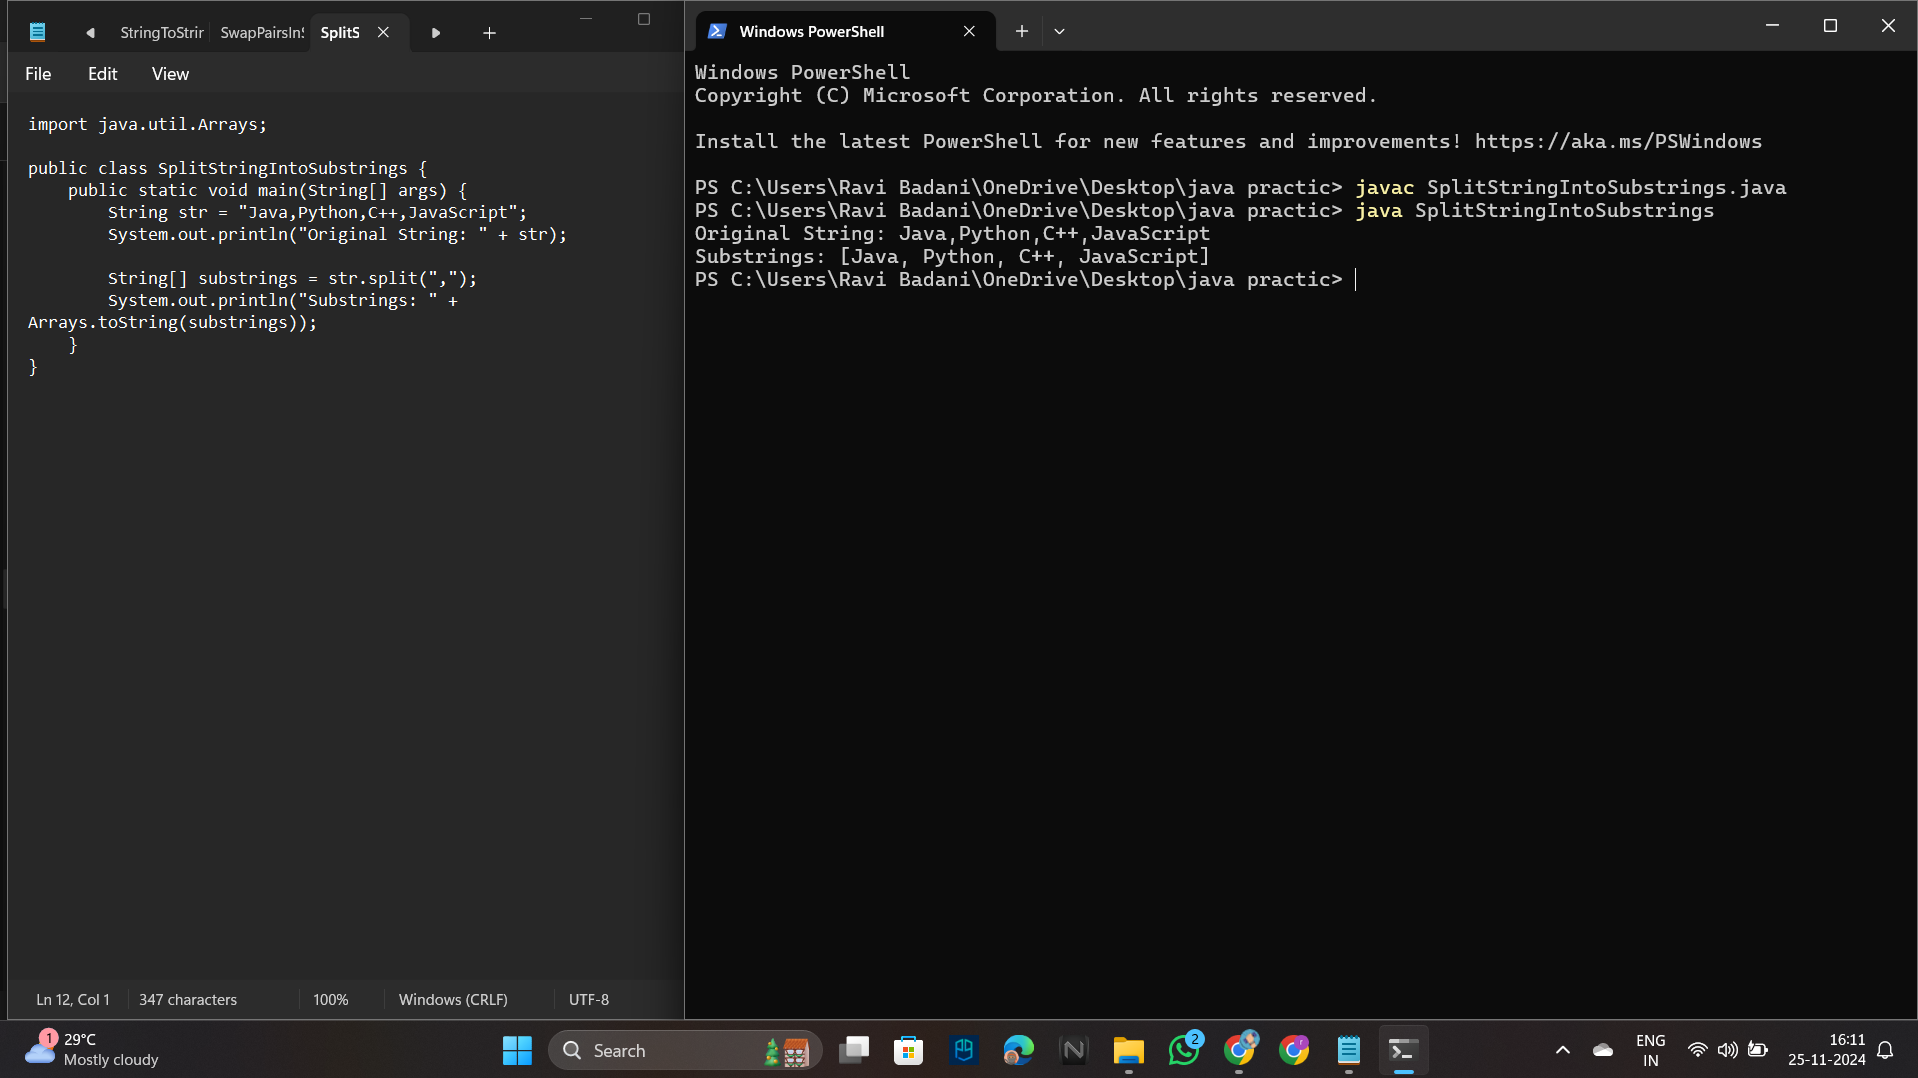 StringToStrir
SwapPairsInS
SplitS
File
Edit
View
import java.util.Arrays;
public class SplitStringIntoSubstrings {
public static void main(String[] args) {
String str = "Java,Python,C++,JavaScript";
System.out.println("Original String: " + str);
String[] substrings = str.split(",");
System.out.println("Substrings: " +
Arrays.toString(substrings));
}
}
Ln 12, Col 1
347 characters
100%
Windows (CRLF)
UTF-8
Windows PowerShell
Windows PowerShell
Copyright (C) Microsoft Corporation. All rights reserved.
Install the latest PowerShell for new features and improvements! https://aka.ms/PSWindows
PS C:\Users\Ravi Badani\OneDrive\Desktop\java practic> javac SplitStringIntoSubstrings.java
PS C:\Users\Ravi Badani\OneDrive\Desktop\java practic> java SplitStringIntoSubstrings
Original String: Java,Python,C++,JavaScript
Substrings: [Java, Python, C++, JavaScript]
PS C:\Users\Ravi Badani\OneDrive\Desktop\java practic>
1
29°C
Mostly cloudy
Search
2
r
ENG
IN
16:11
25-11-2024